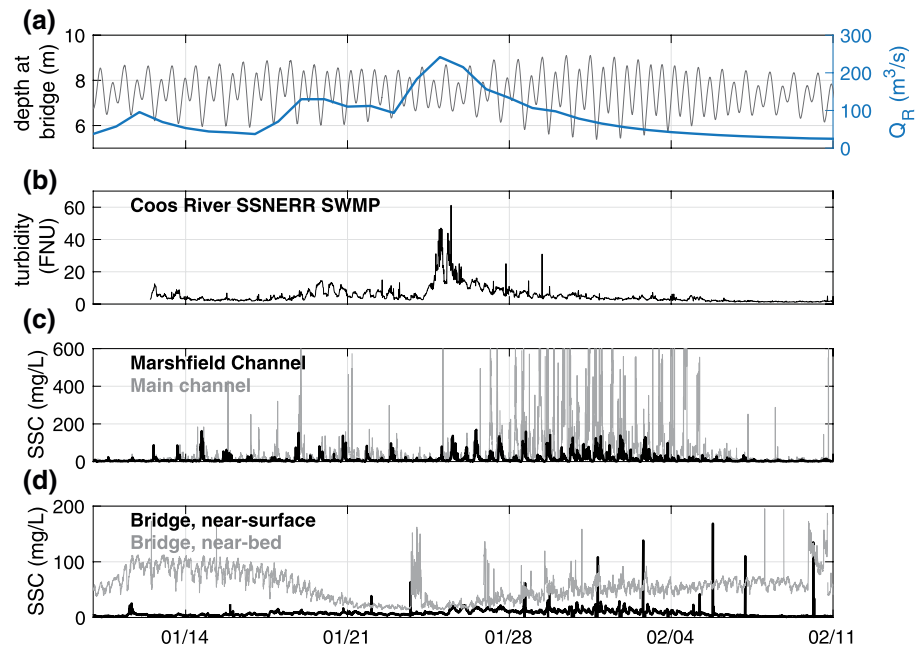 (a)
10
8
6
depth at
bridge (m)
300
200
100
0
Q_R (m³/s)
(b)
Coos River SSNERR SWMP
60
40
20
0
turbidity
(FNU)
(c)
Marshfield Channel
Main channel
600
400
200
0
SSC (mg/L)
(d)
Bridge, near-surface
Bridge, near-bed
200
100
0
SSC (mg/L)
01/14 01/21 01/28 02/04 02/11